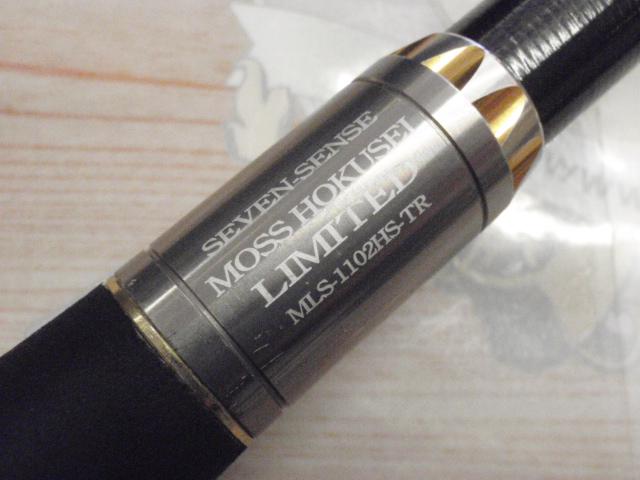 SEVEN-SENSE
MOSS HOKUSEI
LIMITED
MLS-1102HS-TR